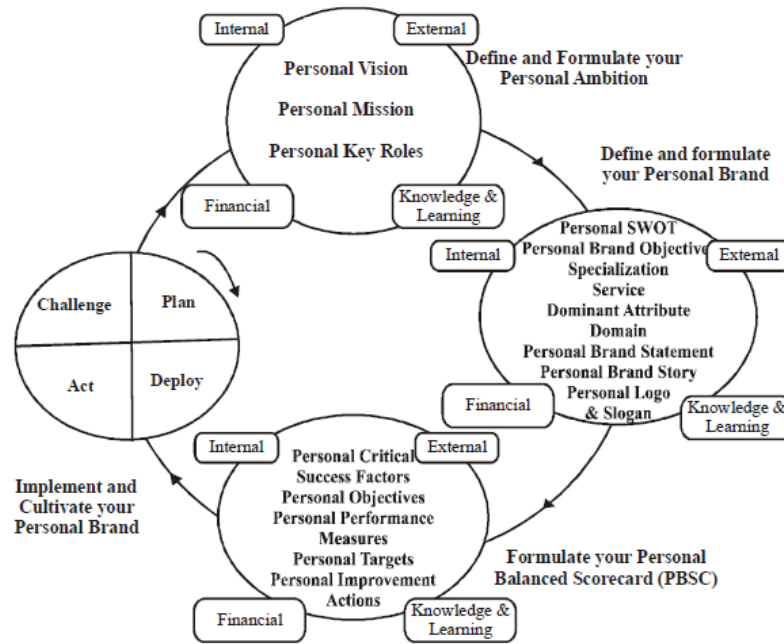 Internal
External
Personal Vision
Personal Mission
Personal Key Roles
Financial
Knowledge &
Learning
Define and Formulate your
Personal Ambition
Define and formulate
your Personal Brand
Internal
External
Personal SWOT
Personal Brand Objective
Specialization
Service
Dominant Attribute
Domain
Personal Brand Statement
Personal Brand Story
Personal Logo
& Slogan
Financial
Knowledge &
Learning
Challenge
Plan
Act
Deploy
Internal
External
Personal Critical
Success Factors
Personal Objectives
Personal Performance
Measures
Personal Targets
Personal Improvement
Actions
Financial
Knowledge &
Learning
Implement and
Cultivate your
Personal Brand
Formulate your Personal
Balanced Scorecard (PBSC)